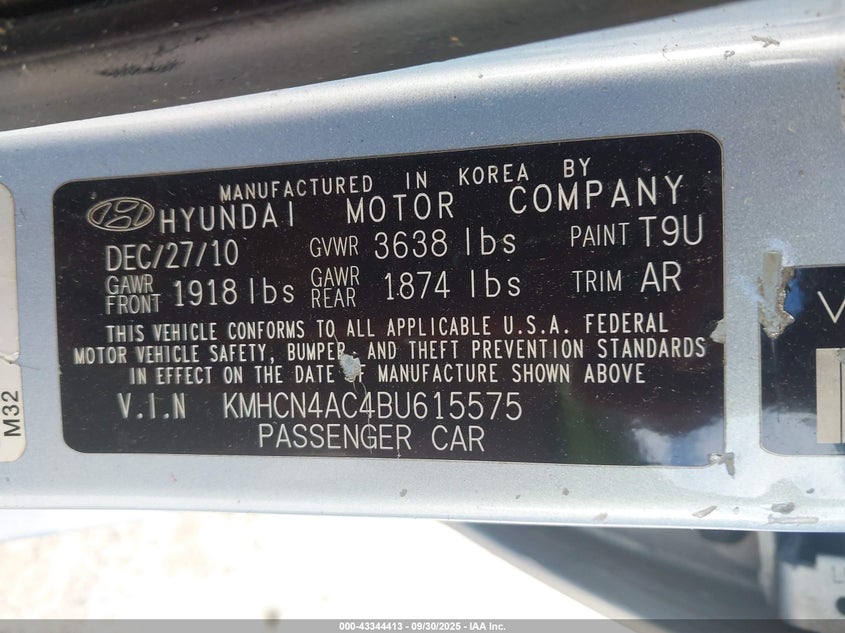 MANUFACTURED IN KOREA BY
HYUNDAI MOTOR COMPANY
DEC/27/10 GVWR 3638 lbs PAINT T9U
GAWR FRONT 1918 lbs GAWR REAR 1874 lbs TRIM AR
THIS VEHICLE CONFORMS TO ALL APPLICABLE U.S.A. FEDERAL
MOTOR VEHICLE SAFETY, BUMPER, AND THEFT PREVENTION STANDARDS
IN EFFECT ON THE DATE OF MANUFACTURE SHOWN ABOVE
V.I.N KMHCN4AC4BU615575
PASSENGER CAR
M32
V
000-43344413 - 09/30/2025 - IAA Inc.